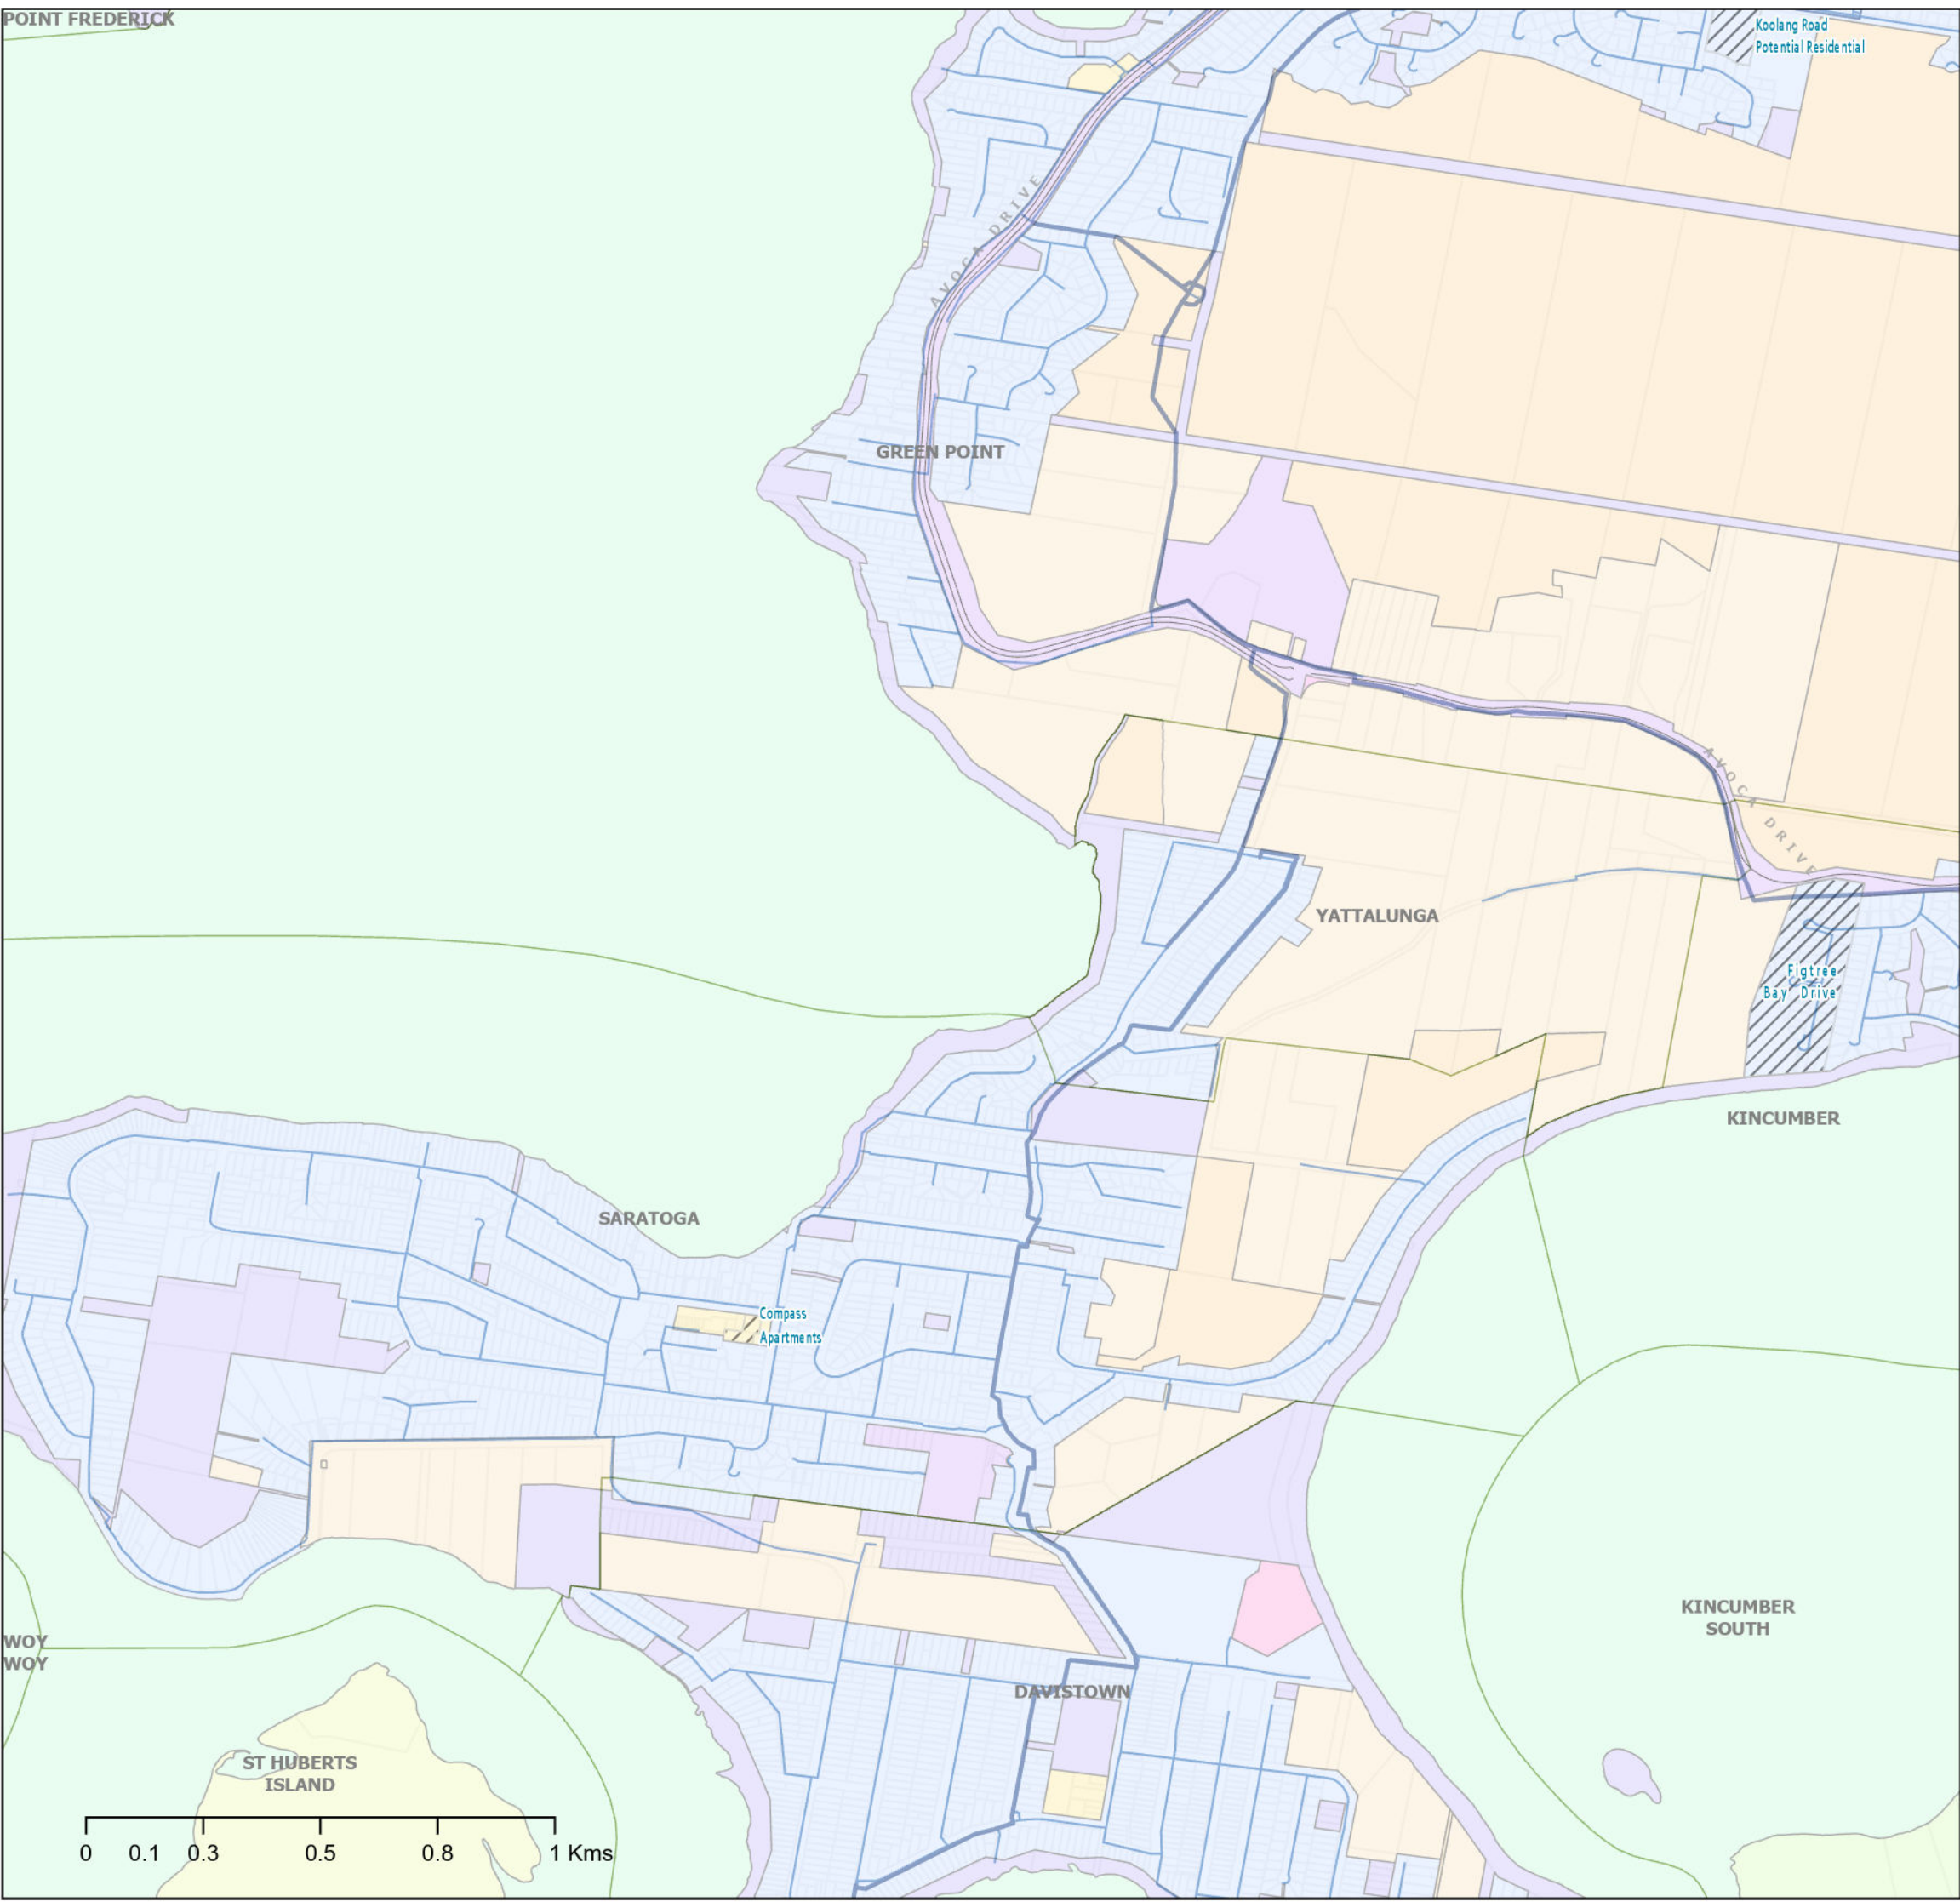 POINT FREDERICK
Koolang Road
Potential Residential
AVOCA DRIVE
GREEN POINT
AVOCA DRIVE
YATTALUNGA
Figtree
Bay Drive
KINCUMBER
SARATOGA
Compass
Apartments
KINCUMBER
SOUTH
WOY
WOY
DAVISTOWN
ST HUBERTS
ISLAND
0 0.1 0.3 0.5 0.8 1 Kms